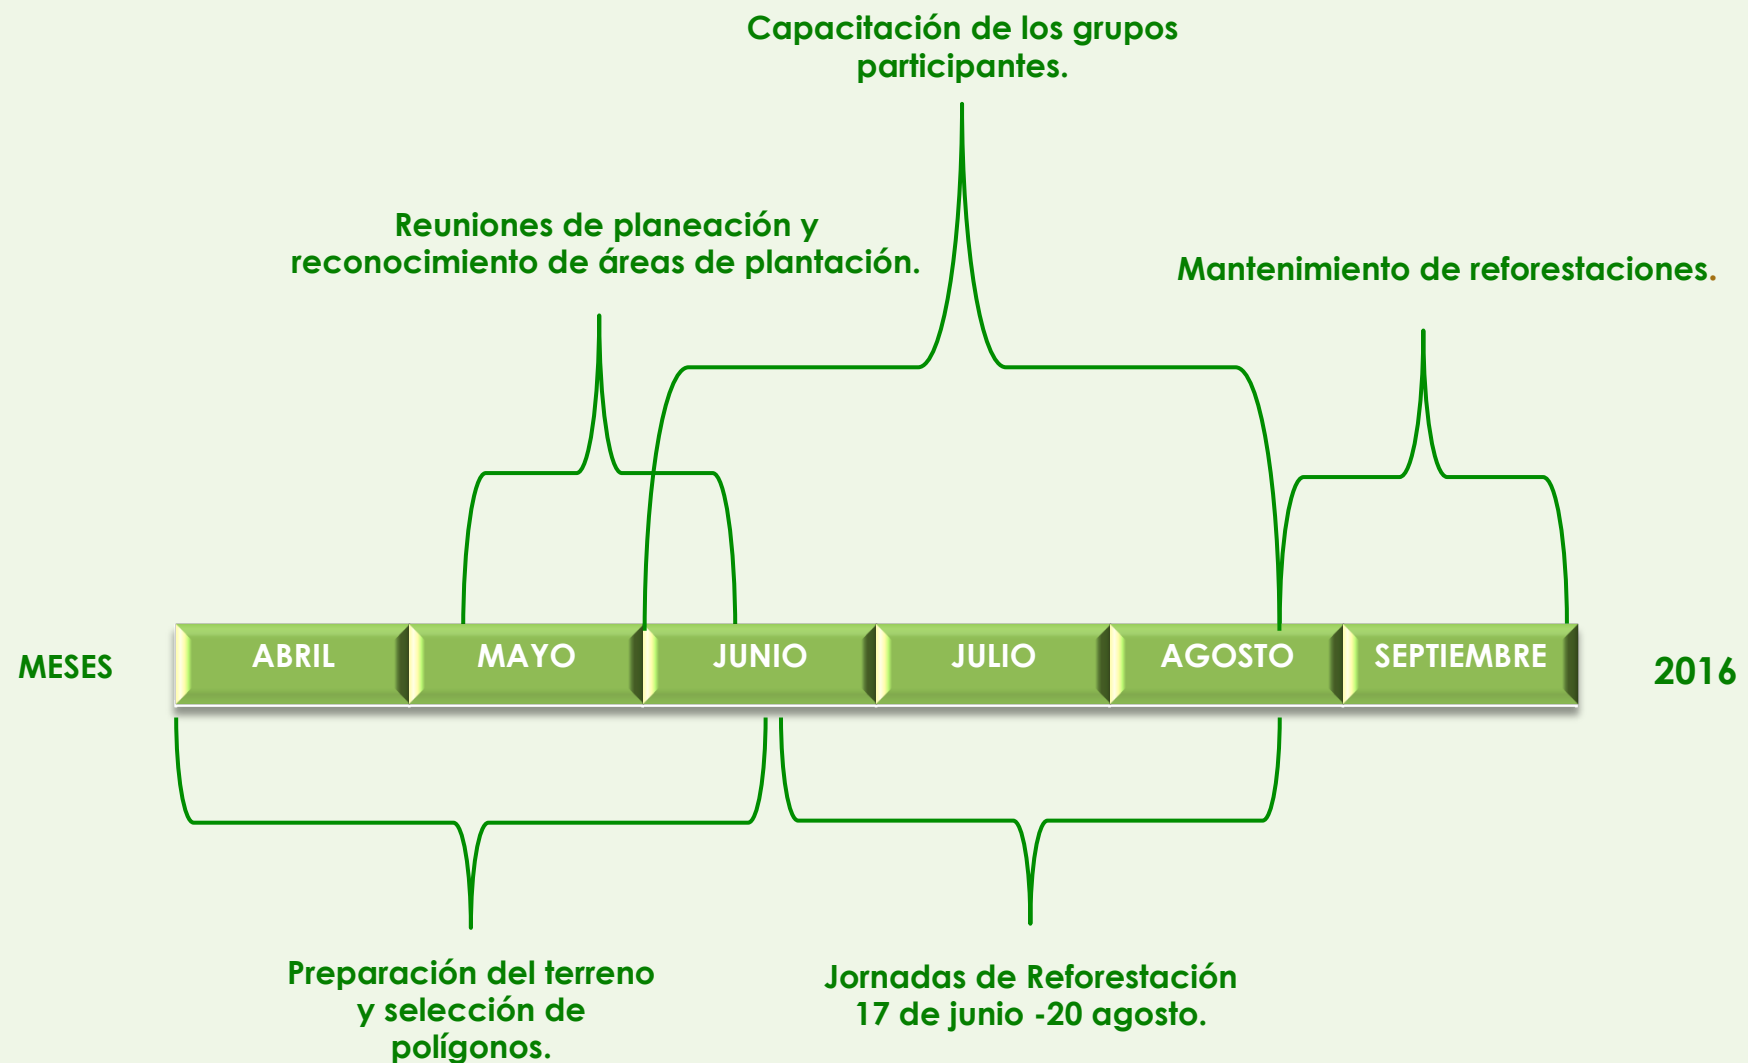 Capacitación de los grupos
participantes.
Reuniones de planeación y
reconocimiento de áreas de plantación.
Mantenimiento de reforestaciones.
MESES
ABRIL
MAYO
JUNIO
JULIO
AGOSTO
SEPTIEMBRE
2016
Preparación del terreno
y selección de
polígonos.
Jornadas de Reforestación
17 de junio -20 agosto.